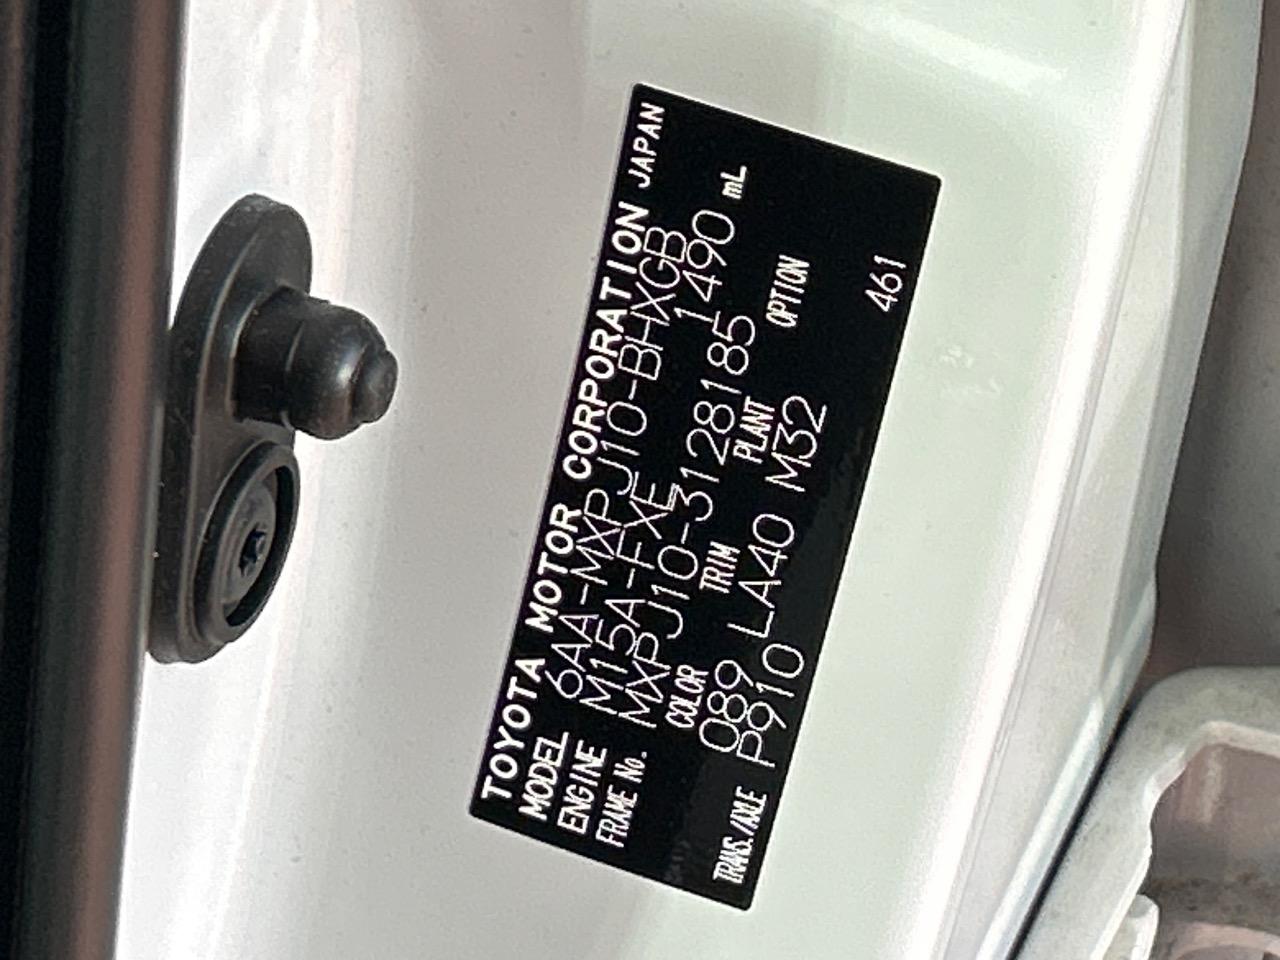 TOYOTA MOTOR CORPORATION JAPAN
MODEL 6AA-MXPJ10-BHXGB
ENGINE M15A-FXE 1490 mL
FRAME No. MXPJ10-3128185
COLOR TRIM PLANT OPTION
089 LA40 M32
TRANS./AXLE P910
461